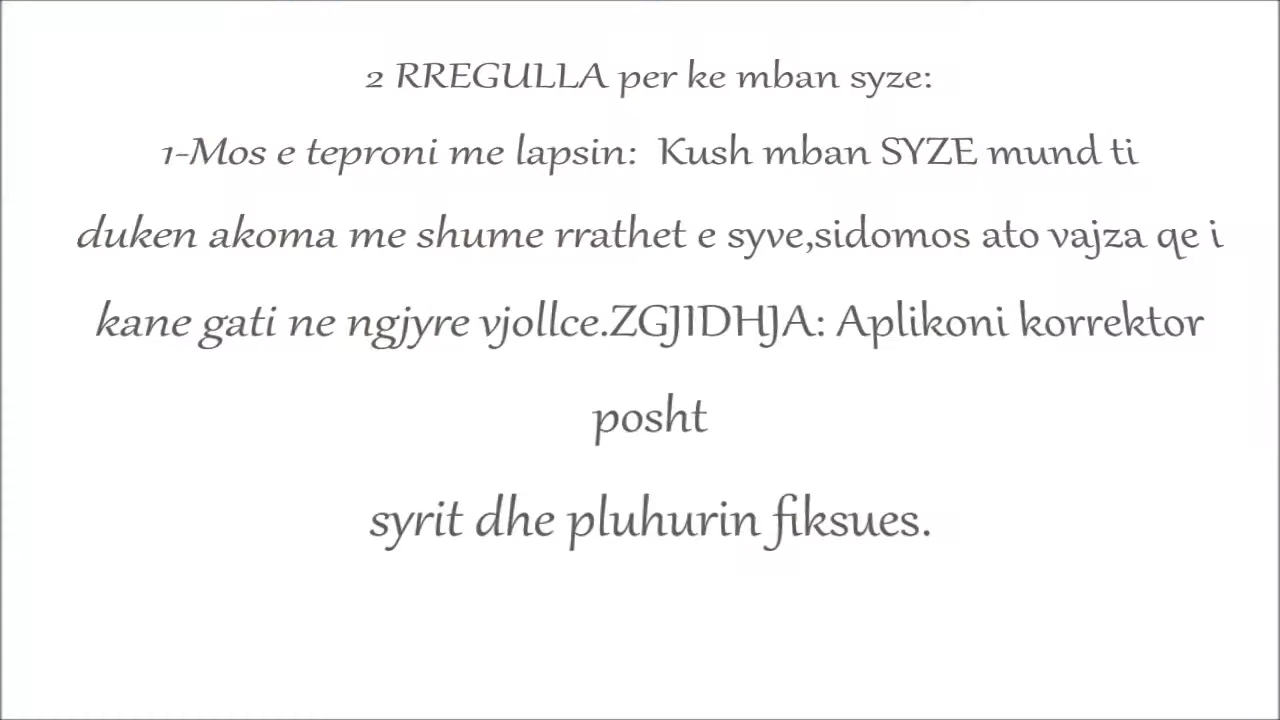 2 RREGULLA per ke mban syze:
1-Mos e teproni me lapsin: Kush mban SYZE mund ti
duken akoma me shume rrathet e syve,sidomos ato vajza qe i
kane gati ne ngjyre vjollce.ZGJIDHJA: Aplikoni korrektor
posht
syrit dhe pluhurin fiksues.